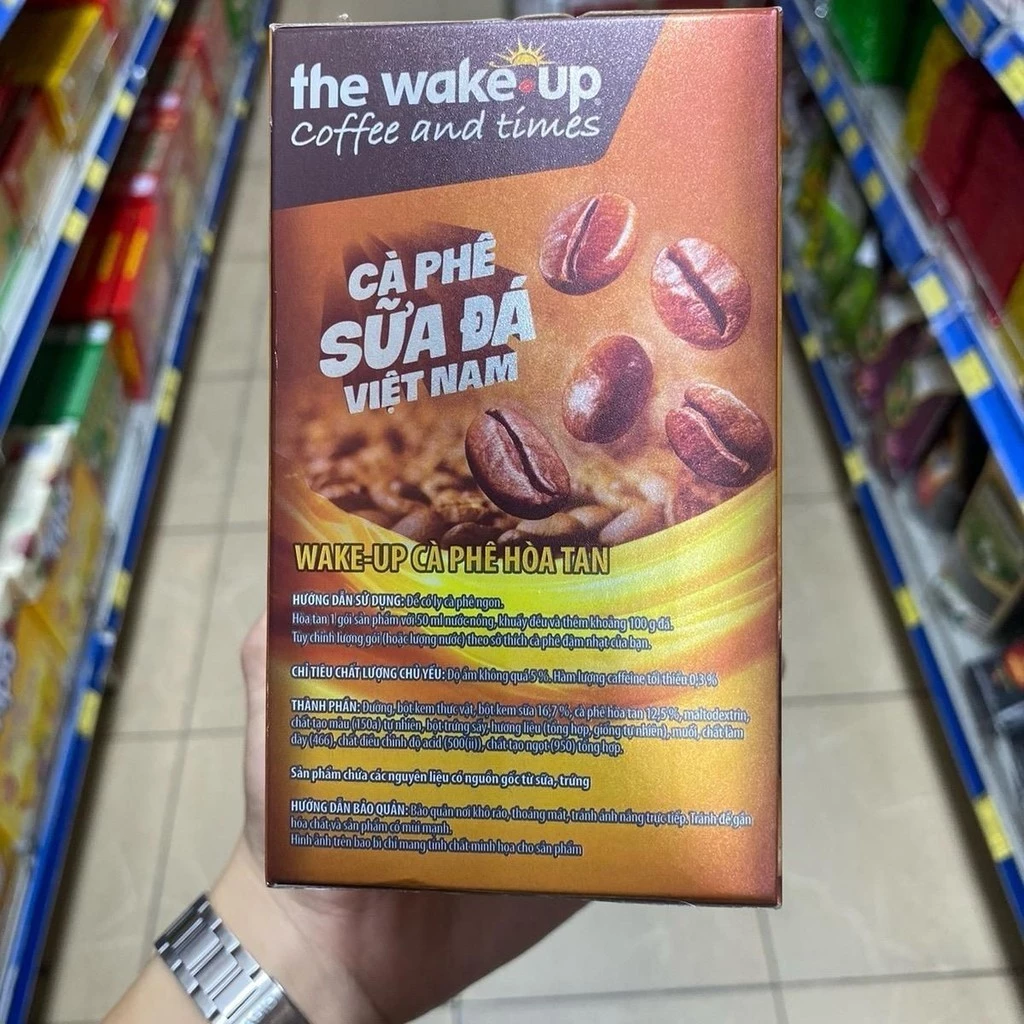 the wake·up
Coffee and times
CÀ PHÊ
SỮA ĐÁ
VIỆT NAM
WAKE-UP CÀ PHÊ HÒA TAN
HƯỚNG DẪN SỬ DỤNG: Để có ly cà phê ngon.
Hòa tan 1 gói sản phẩm với 50 ml nước nóng, khuấy đều và thêm khoảng 100 g đá.
Tùy chỉnh lượng gói (hoặc lượng nước) theo sở thích cà phê đậm nhạt của bạn.
CHỈ TIÊU CHẤT LƯỢNG CHỦ YẾU: Độ ẩm không quá 5 %. Hàm lượng caffeine tối thiểu 0,3 %
THÀNH PHẦN: Đường, bột kem thực vật, bột kem sữa 16,7 %, cà phê hòa tan 12,5 %, maltodextrin,
chất tạo màu (150a) tự nhiên, bột trứng sấy, hương liệu (tổng hợp, giống tự nhiên), muối, chất làm
dày (466), chất điều chỉnh độ acid (500(ii)), chất tạo ngọt (950) tổng hợp.
Sản phẩm chứa các nguyên liệu có nguồn gốc từ sữa, trứng
HƯỚNG DẪN BẢO QUẢN: Bảo quản nơi khô ráo, thoáng mát, tránh ánh nắng trực tiếp. Tránh để gần
hóa chất và sản phẩm có mùi mạnh.
Hình ảnh trên bao bì chỉ mang tính chất minh họa cho sản phẩm